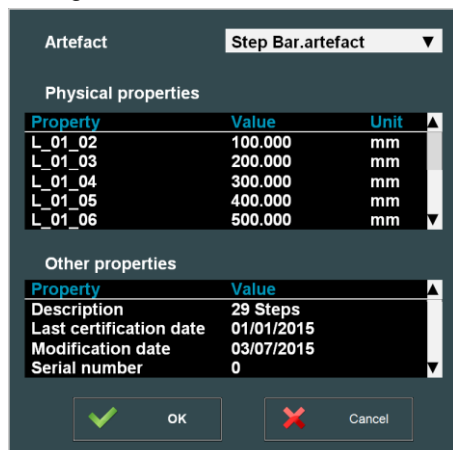 Artefact Step Bar.artefact ▼
Physical properties
Property Value Unit
L_01_02 100.000 mm
L_01_03 200.000 mm
L_01_04 300.000 mm
L_01_05 400.000 mm
L_01_06 500.000 mm
Other properties
Property Value
Description 29 Steps
Last certification date 01/01/2015
Modification date 03/07/2015
Serial number 0
OK Cancel